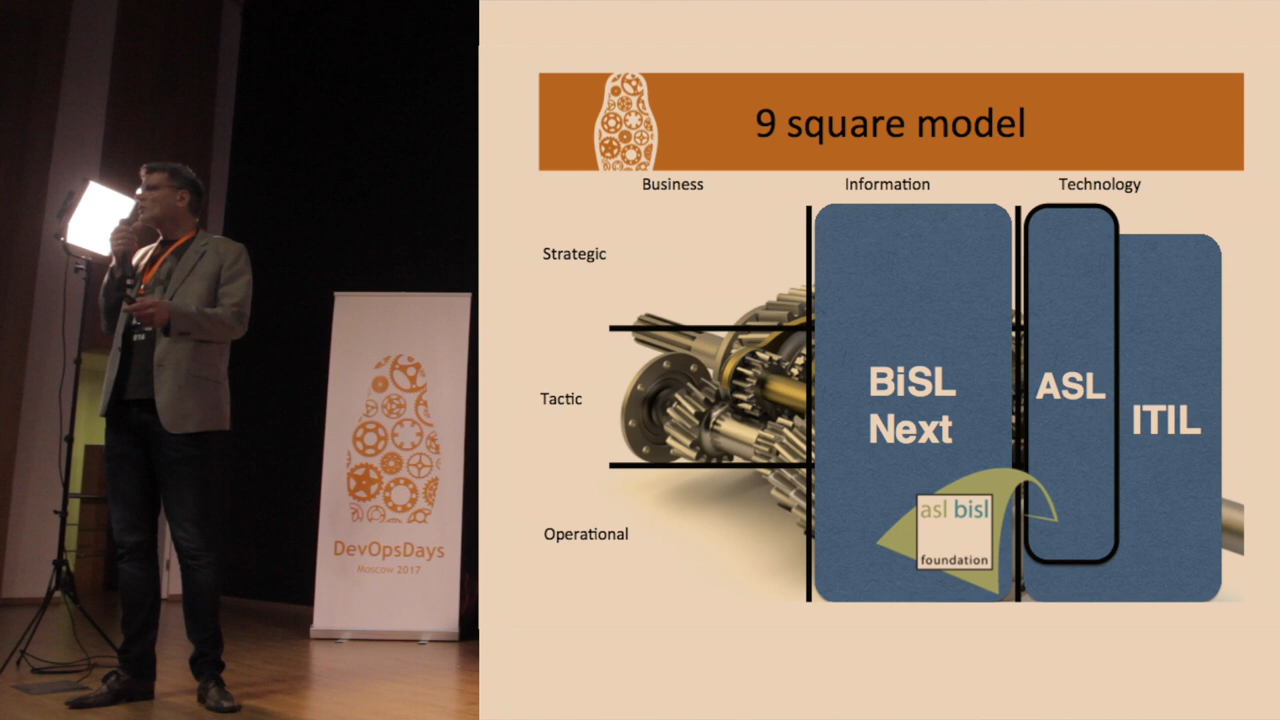 DevOpsDays
Moscow 2017
9 square model
Business
Information
Technology
Strategic
Tactic
Operational
BiSL
Next
ASL
ITIL
asl bisl
foundation